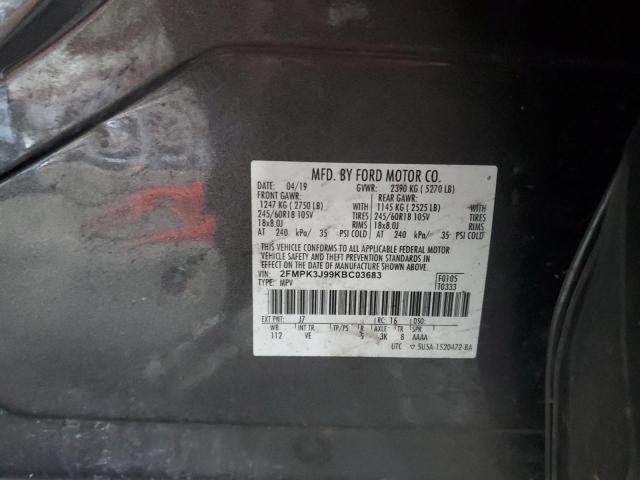 MFD. BY FORD MOTOR CO.
DATE: 04/19 GVWR: 2390 KG ( 5270 LB)
FRONT GAWR: REAR GAWR:
1247 KG ( 2750 LB) WITH 1145 KG ( 2525 LB) WITH
245/60R18 105V TIRES 245/60R18 105V TIRES
18x8.0J RIMS 18x8.0J RIMS
AT 240 kPa/ 35 PSI COLD AT 240 kPa/ 35 PSI COLD
THIS VEHICLE CONFORMS TO ALL APPLICABLE FEDERAL MOTOR
VEHICLE SAFETY AND THEFT PREVENTION STANDARDS IN
EFFECT ON THE DATE OF MANUFACTURE SHOWN ABOVE.
VIN: 2FMPK3J99KBC03683 F0105
TYPE: MPV T0333
EXT PNT: J7 RC: 16 DSO:
WB INT TR TP/PS R AXLE TR SPR
112 VE 5 3K 8 AAAA
UTC 5U5A-1520472-BA